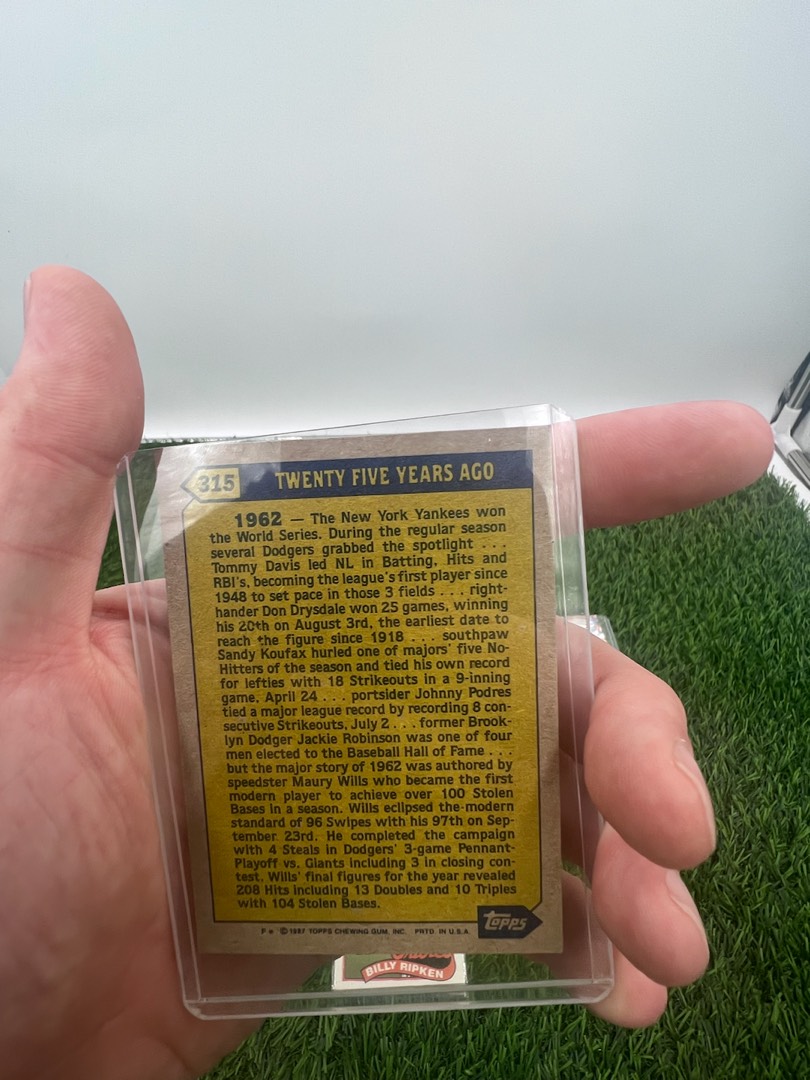 315
TWENTY FIVE YEARS AGO
1962 — The New York Yankees won
the World Series. During the regular season
several Dodgers grabbed the spotlight . . .
Tommy Davis led NL in Batting, Hits and
RBI's, becoming the league's first player since
1948 to set pace in those 3 fields . . . right-
hander Don Drysdale won 25 games, winning
his 20th on August 3rd, the earliest date to
reach the figure since 1918 . . . southpaw
Sandy Koufax hurled one of majors' five No-
Hitters of the season and tied his own record
for lefties with 18 Strikeouts in a 9-inning
game, April 24 . . . portsider Johnny Podres
tied a major league record by recording 8 con-
secutive Strikeouts, July 2 . . . former Brook-
lyn Dodger Jackie Robinson was one of four
men elected to the Baseball Hall of Fame . . .
but the major story of 1962 was authored by
speedster Maury Wills who became the first
modern player to achieve over 100 Stolen
Bases in a season. Wills eclipsed the modern
standard of 96 Swipes with his 97th on Sep-
tember 23rd. He completed the campaign
with 4 Steals in Dodgers' 3-game Pennant-
Playoff vs. Giants including 3 in closing con-
test. Wills' final figures for the year revealed
208 Hits including 13 Doubles and 10 Triples
with 104 Stolen Bases.
topps
© 1987 TOPPS CHEWING GUM, INC. PRTD. IN U.S.A.
BILLY RIPKEN